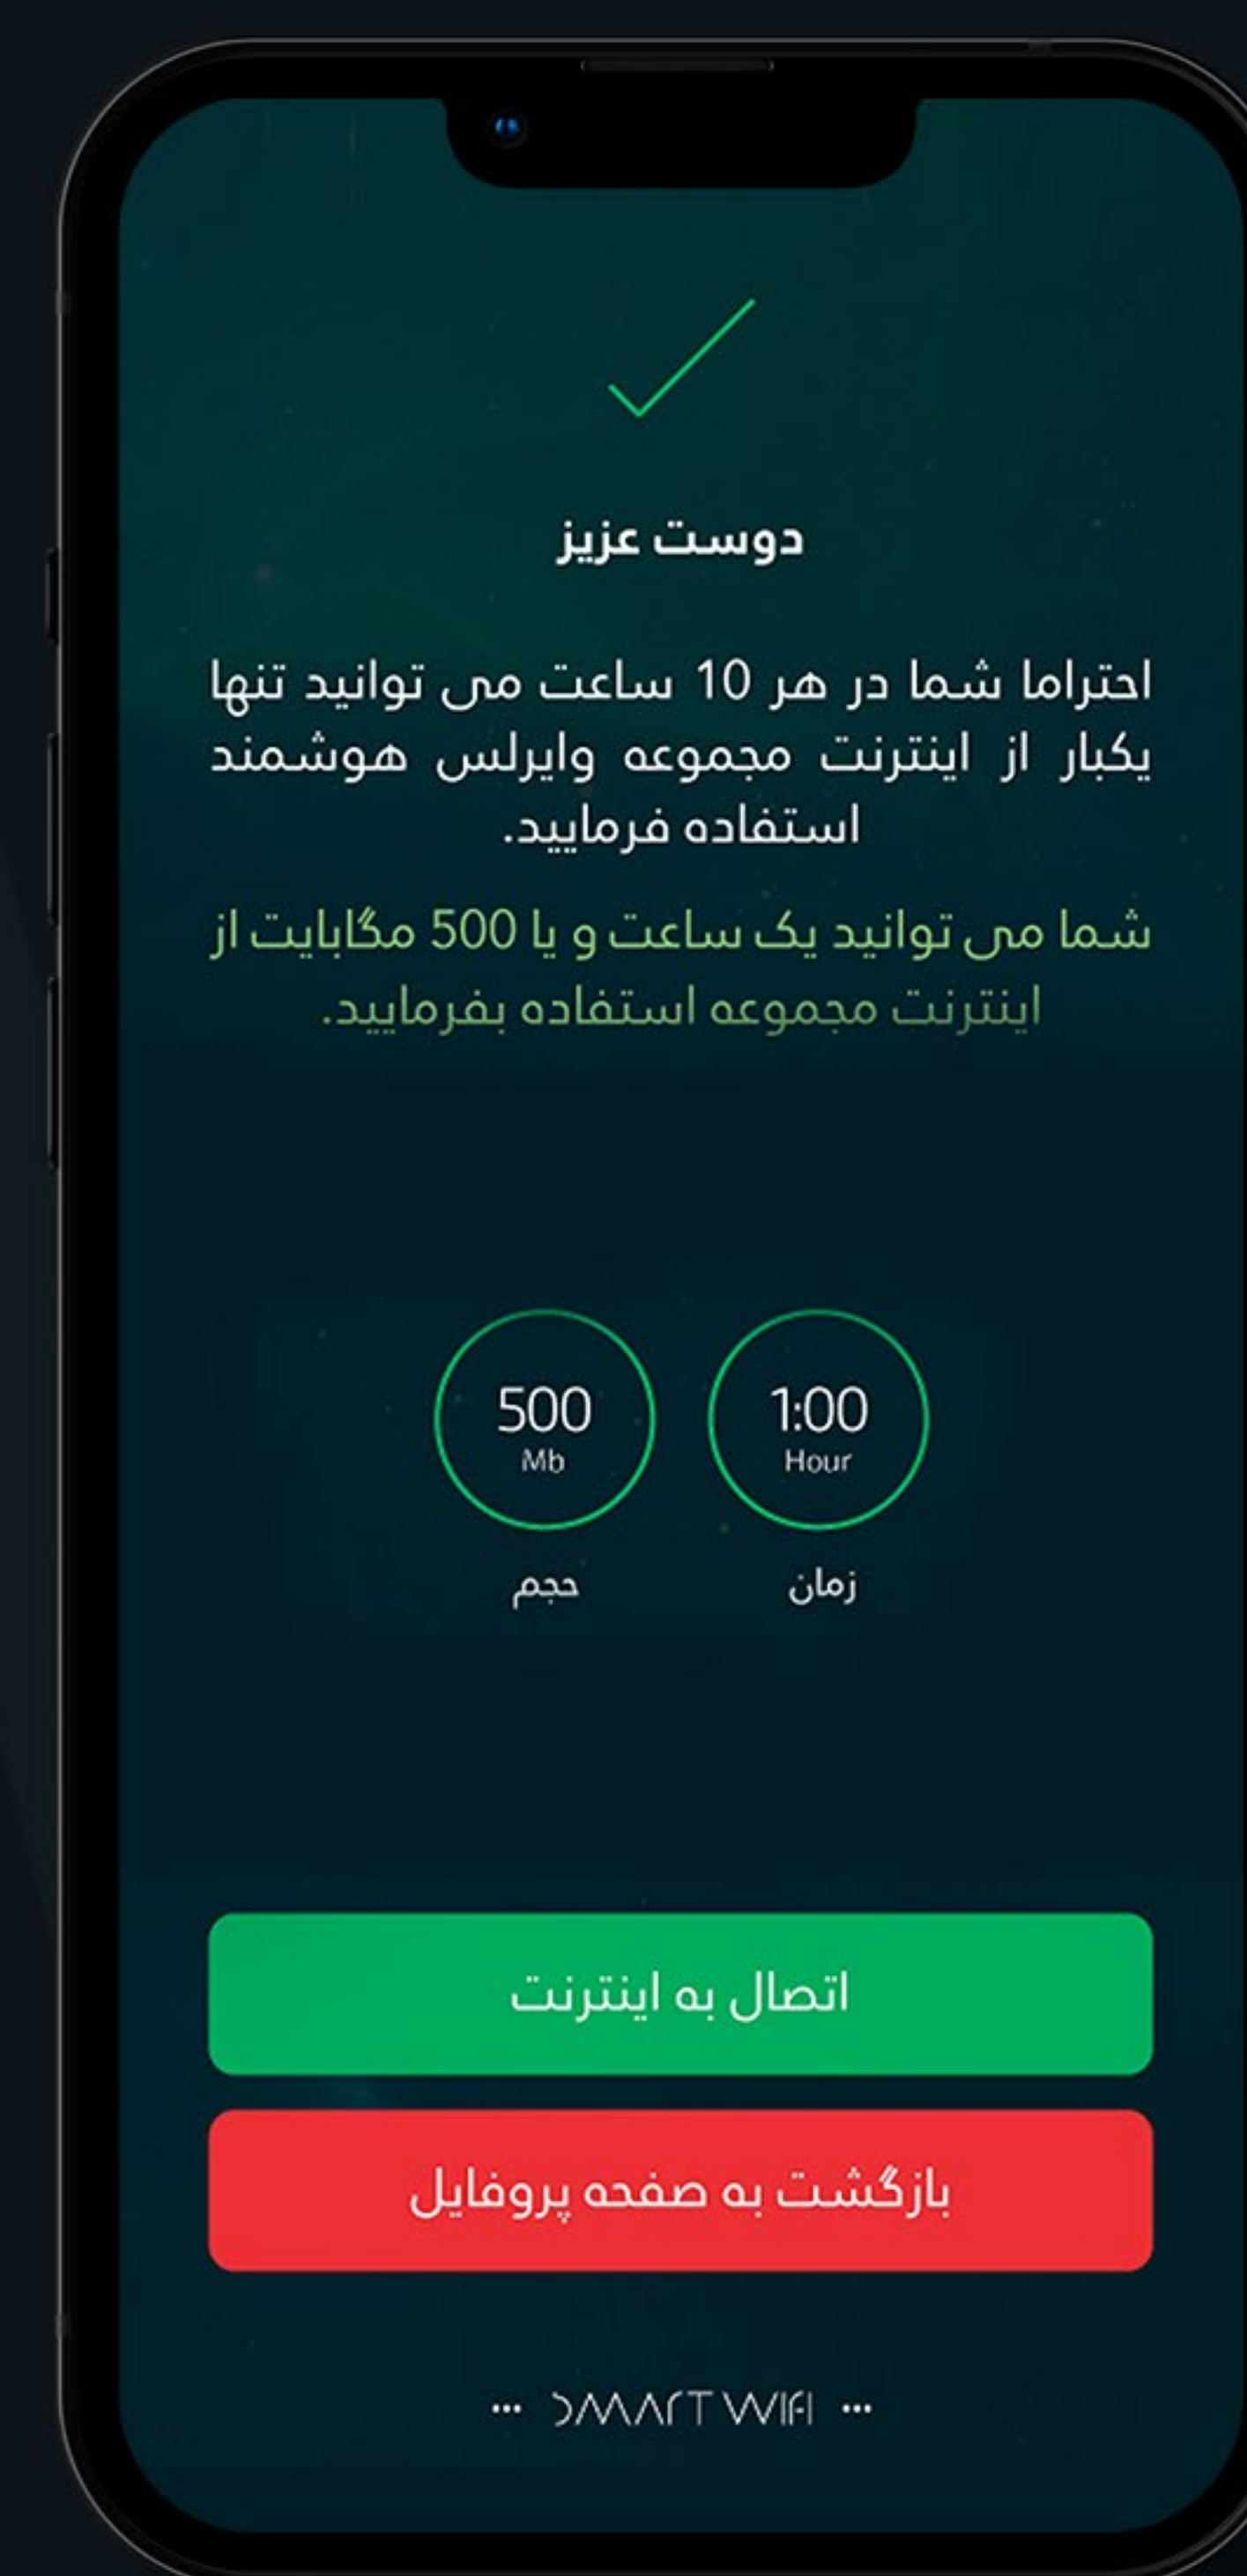 دوست عزیز
احتراما شما در هر 10 ساعت می توانید تنها
یکبار از اینترنت مجموعه وایرلس هوشمند
استفاده فرمایید.
شما می توانید یک ساعت و یا 500 مگابایت از
اینترنت مجموعه استفاده بفرمایید.
1:00
Hour
زمان
500
Mb
حجم
اتصال به اینترنت
بازگشت به صفحه پروفایل
••• SMART WIFI •••